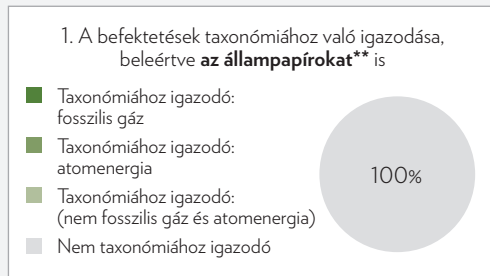 1. A befektetések taxonómiához való igazodása,
beleértve az állampapírokat** is
Taxonómiához igazodó:
fosszilis gáz
Taxonómiához igazodó:
atomenergia
Taxonómiához igazodó:
(nem fosszilis gáz és atomenergia)
Nem taxonómiához igazodó
100%